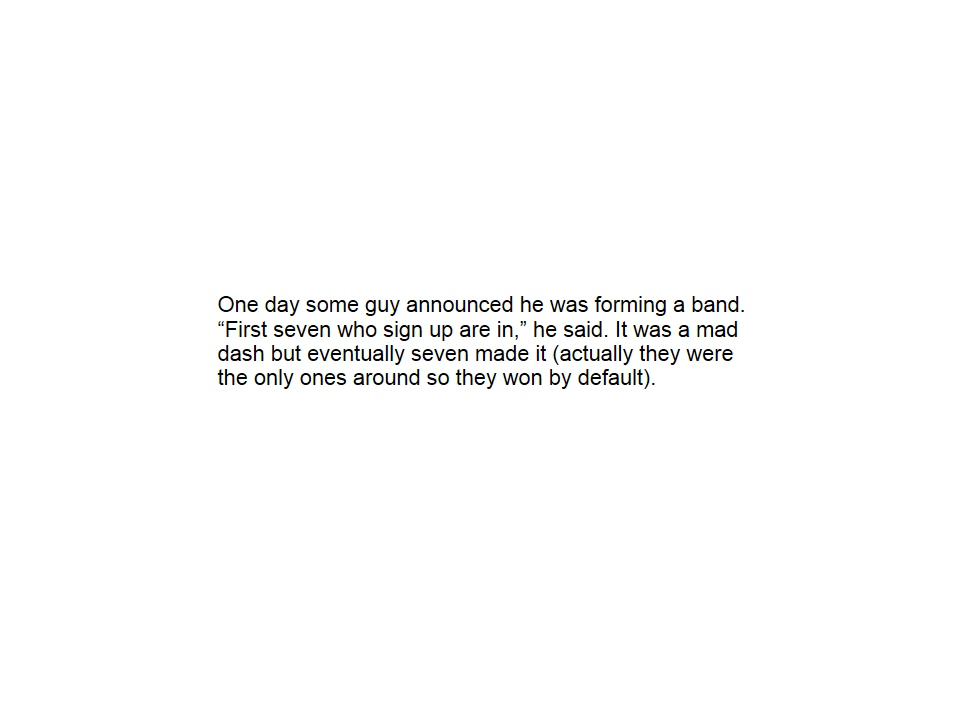 One day some guy announced he was forming a band.
“First seven who sign up are in,” he said. It was a mad
dash but eventually seven made it (actually they were
the only ones around so they won by default).